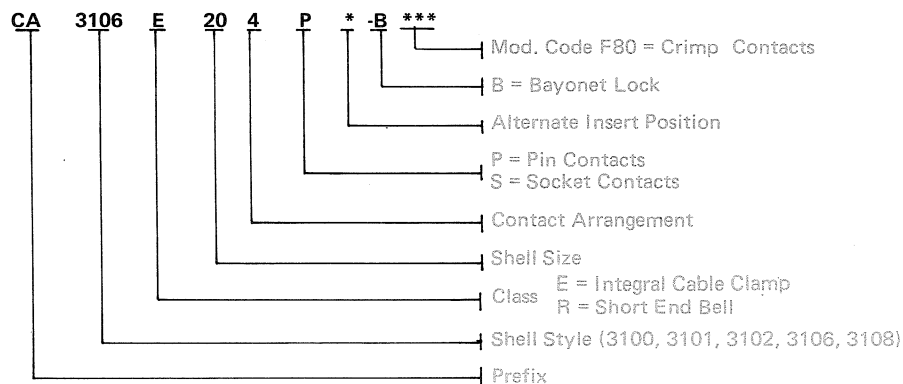 CA 3106 E 20 4 P * -B ***
Mod. Code F80 = Crimp Contacts
B = Bayonet Lock
Alternate Insert Position
P = Pin Contacts
S = Socket Contacts
Contact Arrangement
Shell Size
Class E = Integral Cable Clamp
R = Short End Bell
Shell Style (3100, 3101, 3102, 3106, 3108)
Prefix